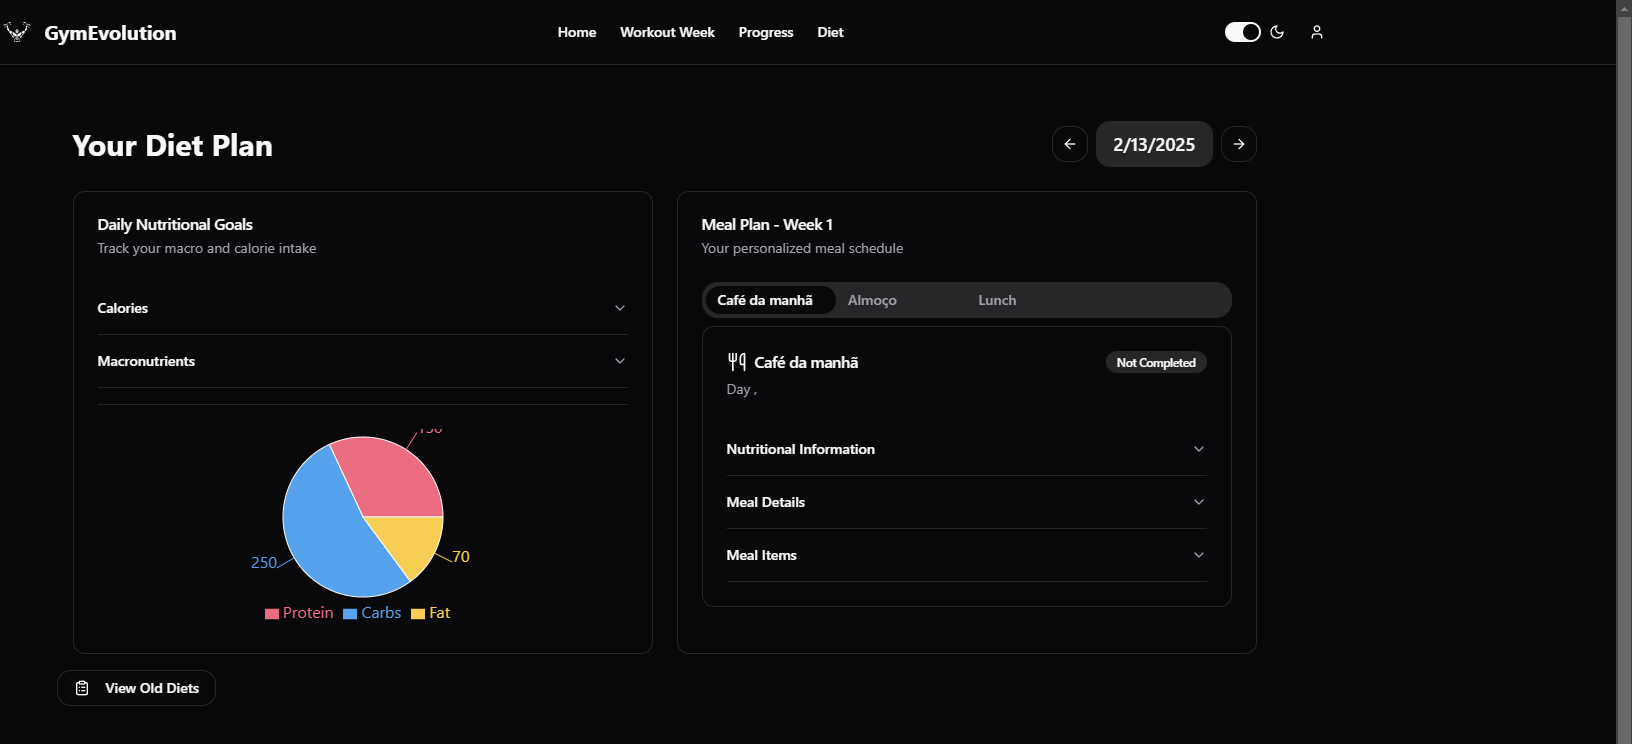 GymEvolution
Home Workout Week Progress Diet
Your Diet Plan
2/13/2025
Daily Nutritional Goals
Track your macro and calorie intake
Calories
Macronutrients
250
70
Protein Carbs Fat
Meal Plan - Week 1
Your personalized meal schedule
Café da manhã Almoço Lunch
Café da manhã
Not Completed
Day ,
Nutritional Information
Meal Details
Meal Items
View Old Diets